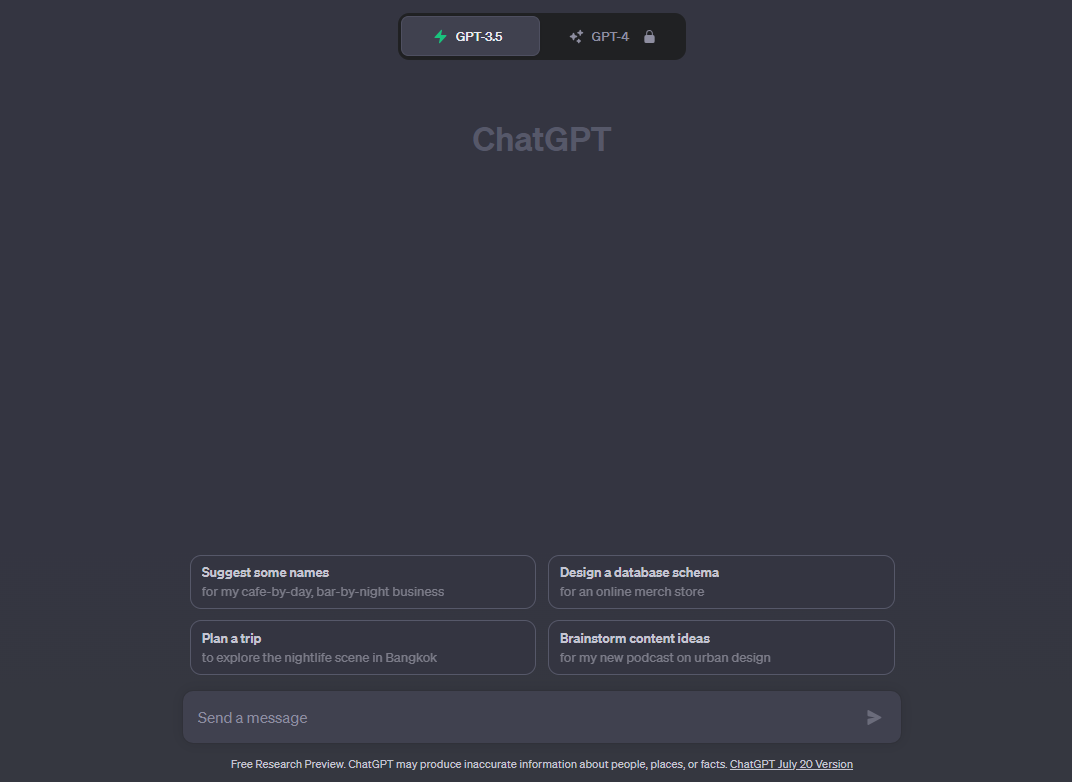 GPT-3.5
GPT-4
ChatGPT
Suggest some names
for my cafe-by-day, bar-by-night business
Design a database schema
for an online merch store
Plan a trip
to explore the nightlife scene in Bangkok
Brainstorm content ideas
for my new podcast on urban design
Send a message
Free Research Preview. ChatGPT may produce inaccurate information about people, places, or facts. ChatGPT July 20 Version